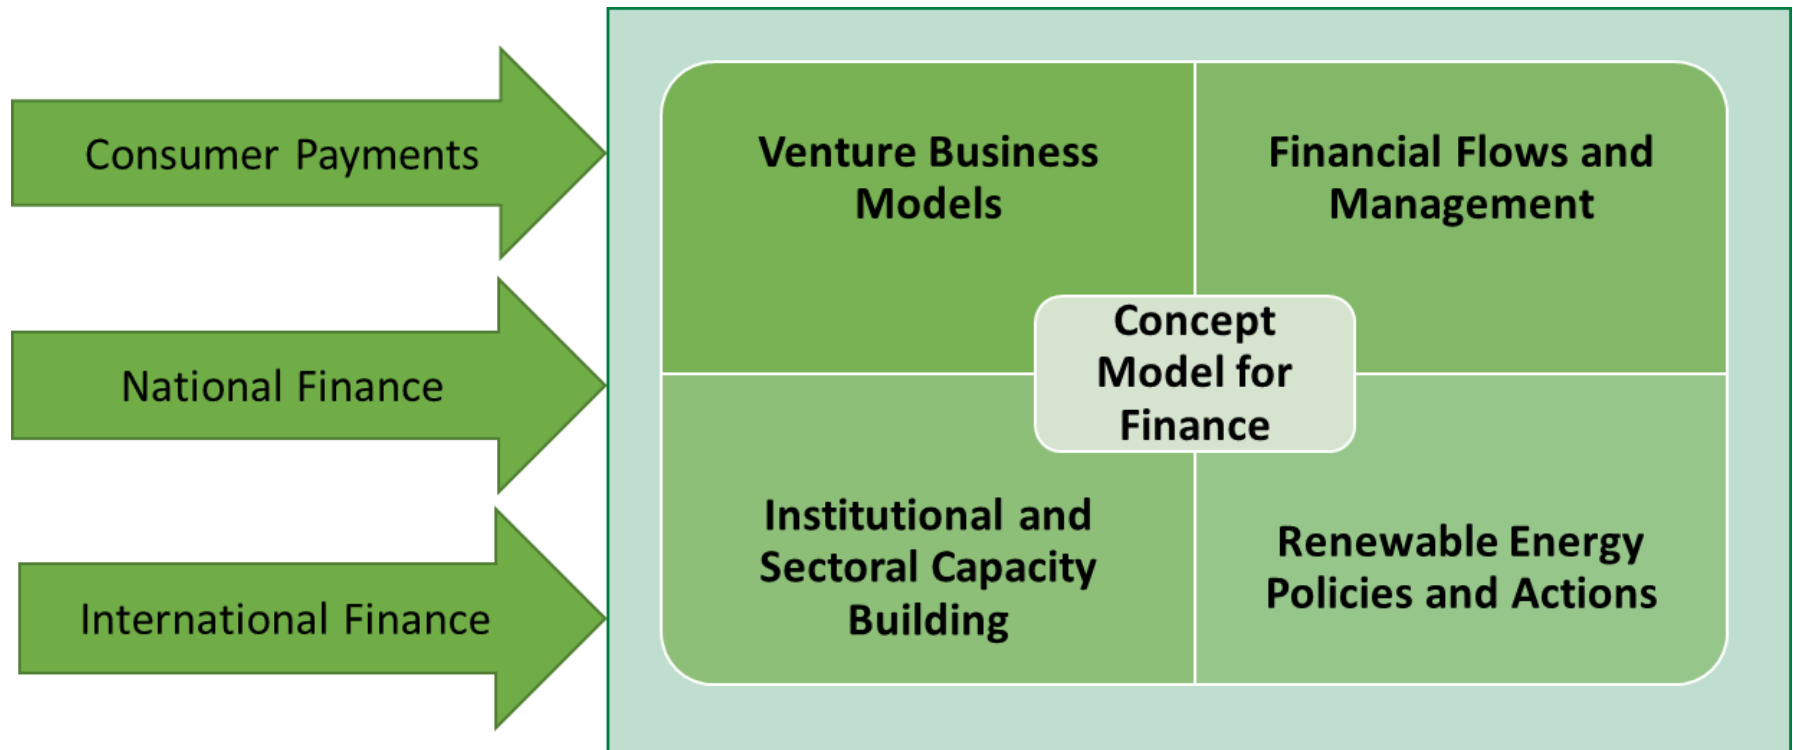 Consumer Payments
National Finance
International Finance
Venture Business
Models
Financial Flows and
Management
Concept
Model for
Finance
Institutional and
Sectoral Capacity
Building
Renewable Energy
Policies and Actions